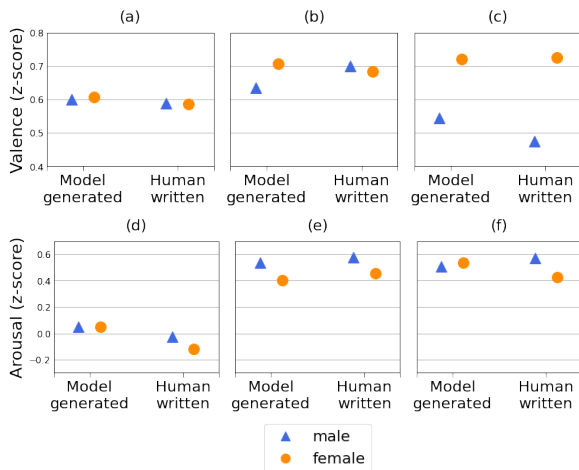 (a) (b) (c)
Valence (z-score)
0.8
0.7
0.6
0.5
0.4
Model generated Human written Model generated Human written Model generated Human written
(d) (e) (f)
Arousal (z-score)
0.6
0.4
0.2
0.0
−0.2
Model generated Human written Model generated Human written Model generated Human written
male
female